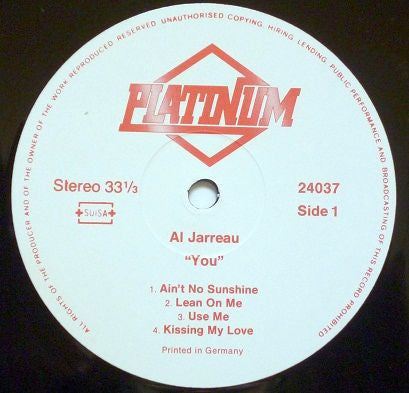 ALL RIGHTS OF THE PRODUCER AND OF THE OWNER OF THE WORK REPRODUCED RESERVED UNAUTHORISED COPYING, HIRING, LENDING, PUBLIC PERFORMANCE AND BROADCASTING OF THIS RECORD PROHIBITED
PLATINUM
Stereo 33 1/3
24037
SUISA
Side 1
Al Jarreau
"You"
1. Ain't No Sunshine
2. Lean On Me
3. Use Me
4. Kissing My Love
Printed in Germany